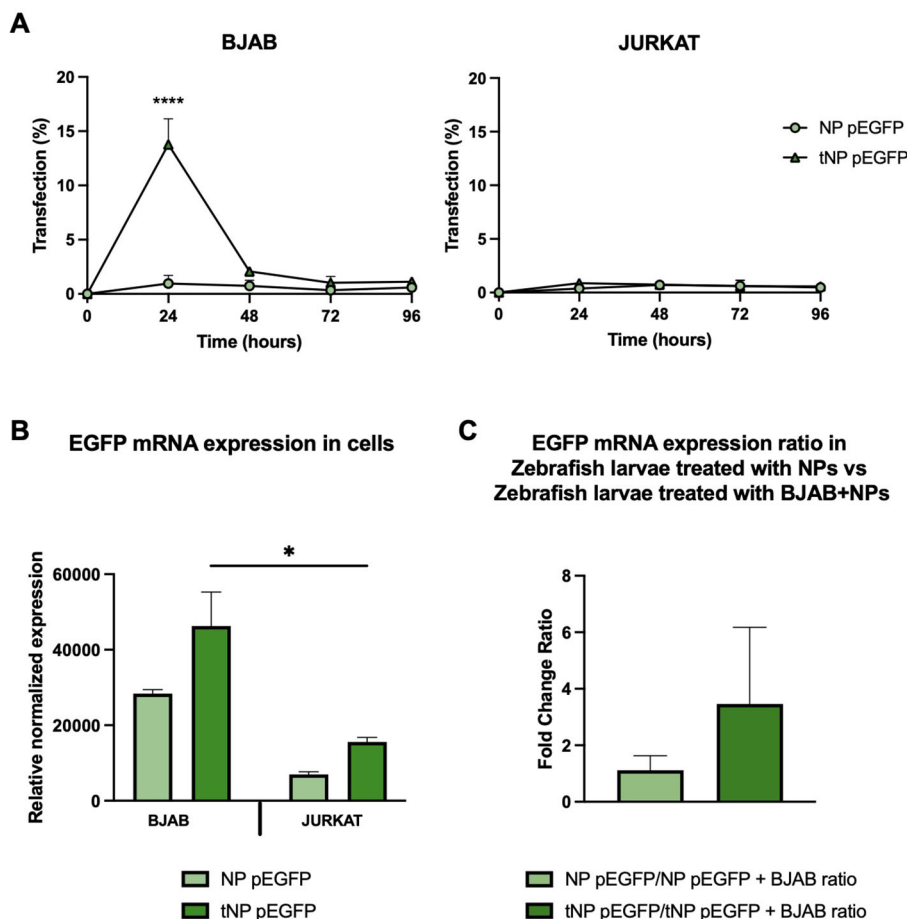 A
BJAB
JURKAT
20
15
10
5
0
Transfection (%)
****
0 24 48 72 96
Time (hours)
20
15
10
5
0
Transfection (%)
0 24 48 72 96
Time (hours)
NP pEGFP
tNP pEGFP
B
EGFP mRNA expression in cells
60000
40000
20000
0
Relative normalized expression
*
BJAB
JURKAT
NP pEGFP
tNP pEGFP
C
EGFP mRNA expression ratio in
Zebrafish larvae treated with NPs vs
Zebrafish larvae treated with BJAB+NPs
8
6
4
2
0
Fold Change Ratio
NP pEGFP/NP pEGFP + BJAB ratio
tNP pEGFP/tNP pEGFP + BJAB ratio